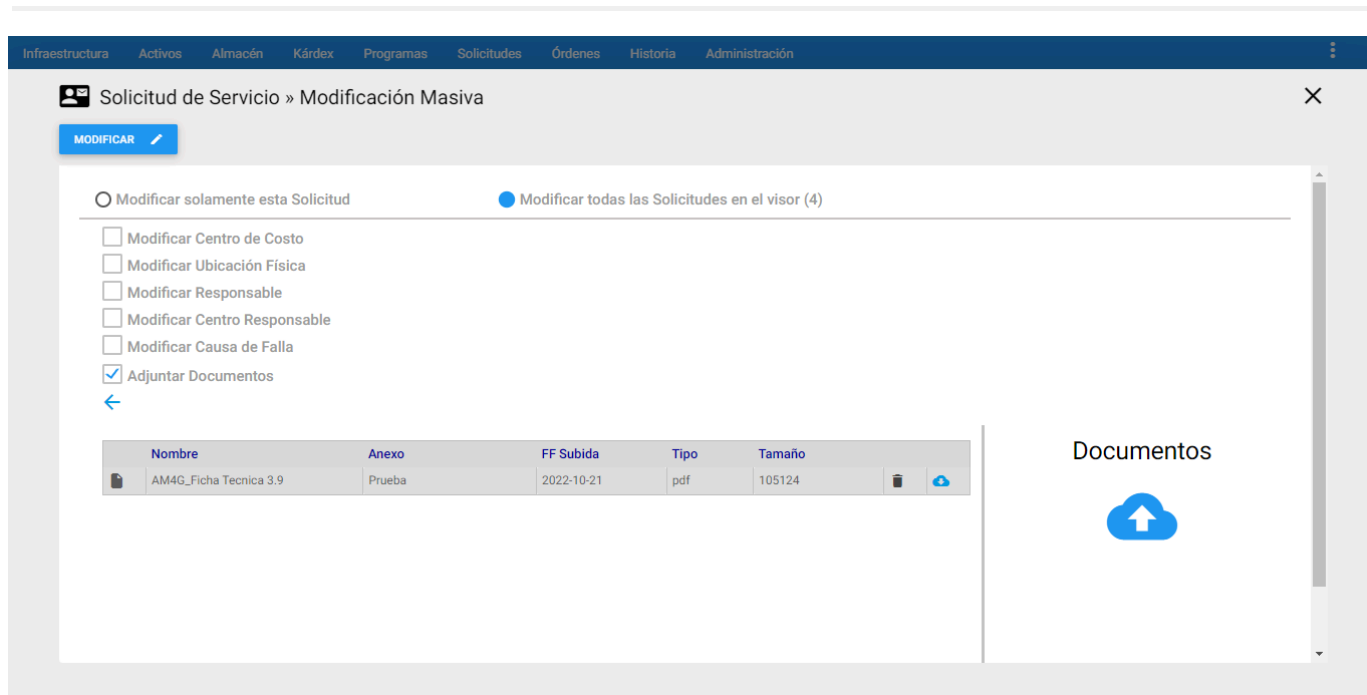 Infraestructura Activos Almacén Kárdex Programas Solicitudes Órdenes Historia Administración
Solicitud de Servicio » Modificación Masiva
MODIFICAR
Modificar solamente esta Solicitud Modificar todas las Solicitudes en el visor (4)
Modificar Centro de Costo
Modificar Ubicación Física
Modificar Responsable
Modificar Centro Responsable
Modificar Causa de Falla
Adjuntar Documentos
Nombre Anexo FF Subida Tipo Tamaño
AM4G_Ficha Tecnica 3.9 Prueba 2022-10-21 pdf 105124
Documentos